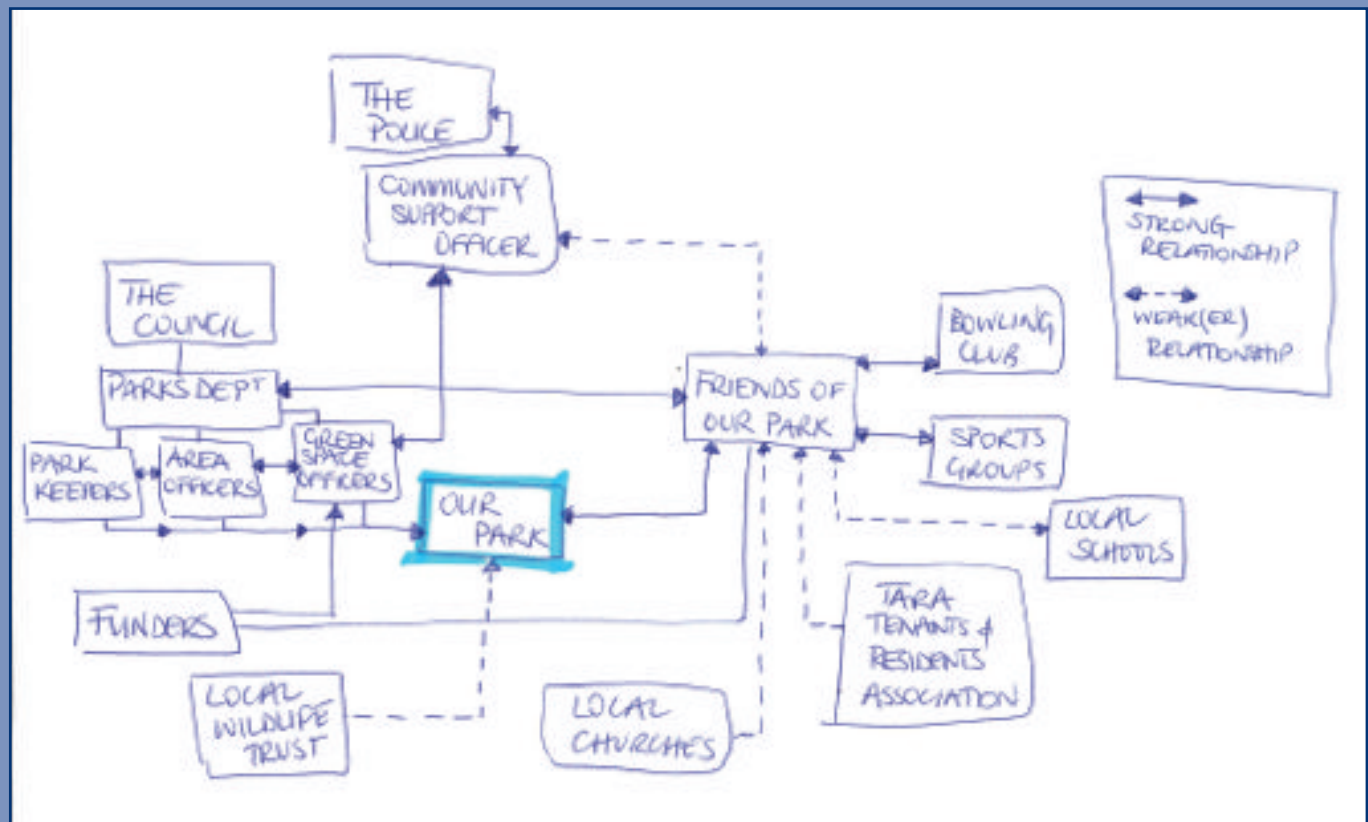 THE
POLICE
COMMUNITY
SUPPORT
OFFICER
THE
COUNCIL
PARKS DEPT
PARK
KEEPERS
AREA
OFFICERS
GREEN
SPACE
OFFICERS
OUR
PARK
FRIENDS OF
OUR PARK
BOWLING
CLUB
SPORTS
GROUPS
LOCAL
SCHOOLS
TARA
TENANTS &
RESIDENTS
ASSOCIATION
FUNDERS
LOCAL
WILDLIFE
TRUST
LOCAL
CHURCHES
STRONG
RELATIONSHIP
WEAK(ER)
RELATIONSHIP